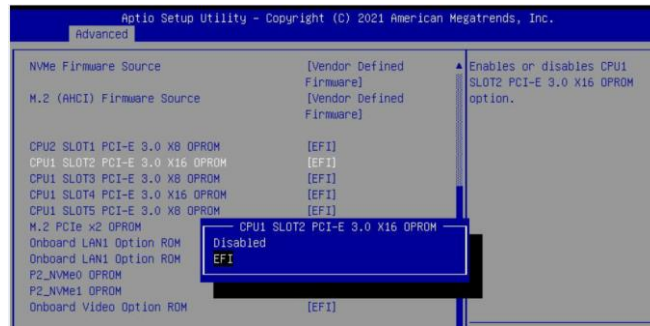 Aptio Setup Utility - Copyright (C) 2021 American Megatrends, Inc.
Advanced
NVMe Firmware Source [Vendor Defined Firmware]
M.2 (AHCI) Firmware Source [Vendor Defined Firmware]
CPU2 SLOT1 PCI-E 3.0 X8 OPROM [EFI]
CPU1 SLOT2 PCI-E 3.0 X16 OPROM [EFI]
CPU1 SLOT3 PCI-E 3.0 X8 OPROM [EFI]
CPU1 SLOT4 PCI-E 3.0 X16 OPROM [EFI]
CPU1 SLOT5 PCI-E 3.0 X8 OPROM [EFI]
M.2 PCIe x2 OPROM
Onboard LAN1 Option ROM
Onboard LAN1 Option ROM
P2_NVMe0 OPROM
P2_NVMe1 OPROM
Onboard Video Option ROM [EFI]
CPU1 SLOT2 PCI-E 3.0 X16 OPROM
Disabled
EFI
Enables or disables CPU1
SLOT2 PCI-E 3.0 X16 OPROM
option.